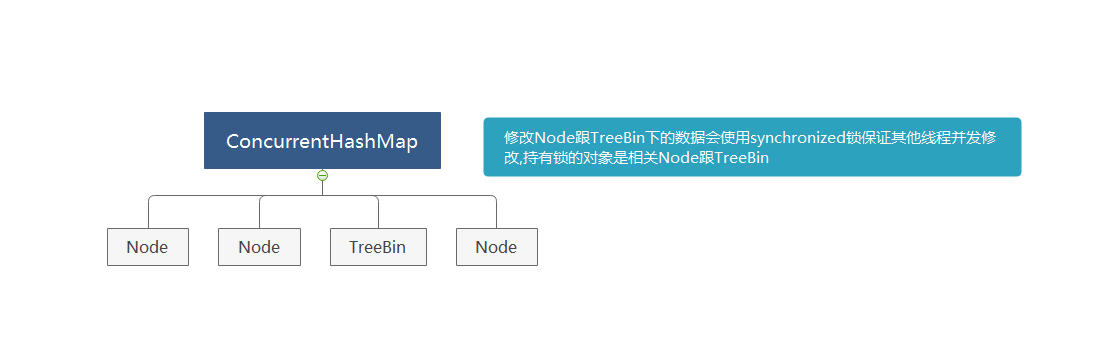 ConcurrentHashMap
修改Node跟TreeBin下的数据会使用synchronized锁保证其他线程并发修
改,持有锁的对象是相关Node跟TreeBin
Node
Node
TreeBin
Node